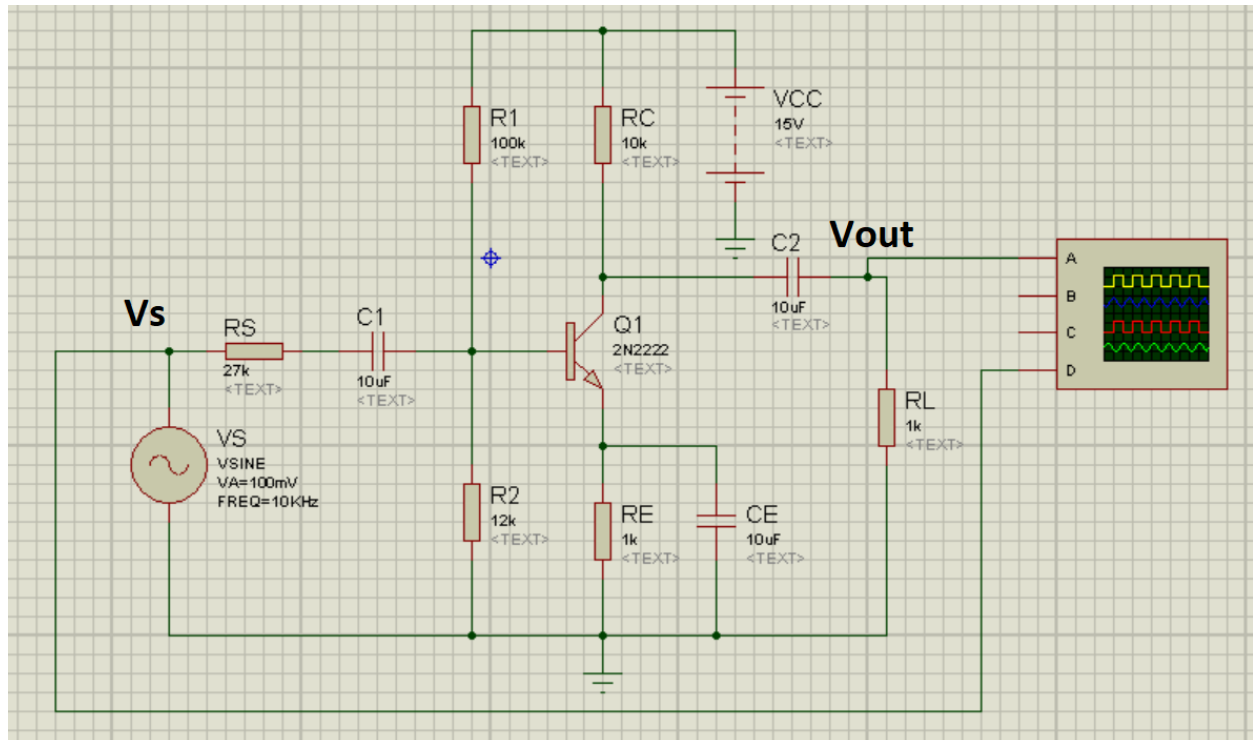 R1
100k
<TEXT>
RC
10k
<TEXT>
VCC
15V
<TEXT>
Vs
RS
27k
<TEXT>
C1
10uF
<TEXT>
Q1
2N2222
<TEXT>
C2
10uF
<TEXT>
Vout
A
B
C
D
VS
VSINE
VA=100mV
FREQ=10KHz
R2
12k
<TEXT>
RE
1k
<TEXT>
CE
10uF
<TEXT>
RL
1k
<TEXT>